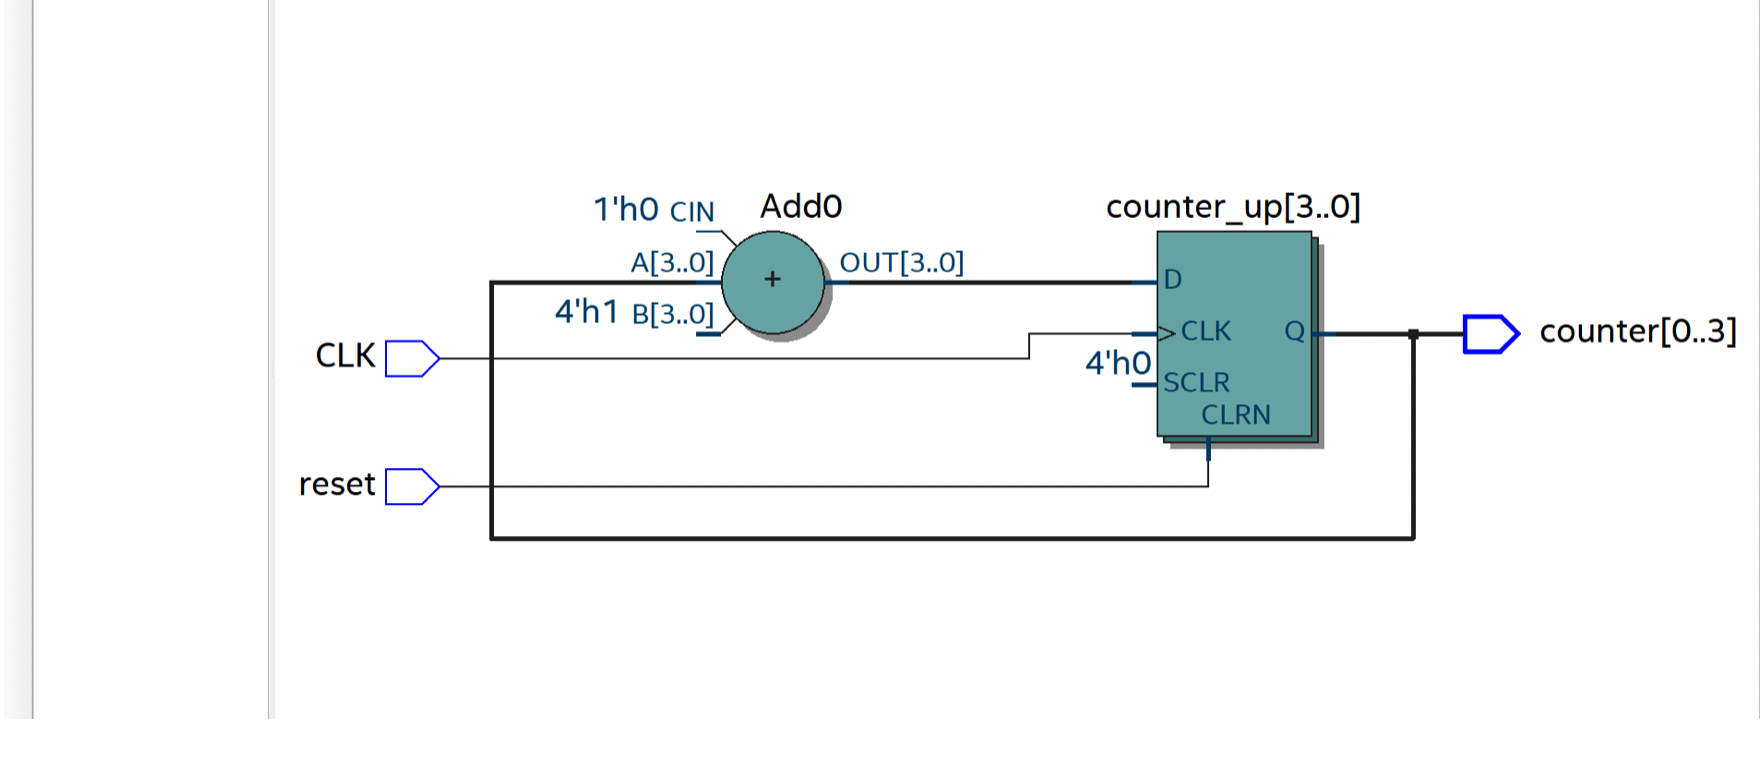 1'h0 CIN Add0 counter_up[3..0]
A[3..0] OUT[3..0] D
4'h1 B[3..0] CLK Q counter[0..3]
CLK 4'h0
+
SCLR
CLRN
reset